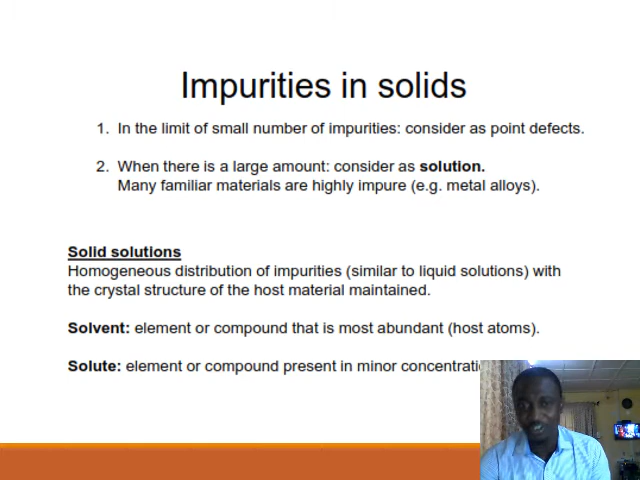 Impurities in solids
1. In the limit of small number of impurities: consider as point defects.
2. When there is a large amount: consider as solution.
Many familiar materials are highly impure (e.g. metal alloys).
Solid solutions
Homogeneous distribution of impurities (similar to liquid solutions) with
the crystal structure of the host material maintained.
Solvent: element or compound that is most abundant (host atoms).
Solute: element or compound present in minor